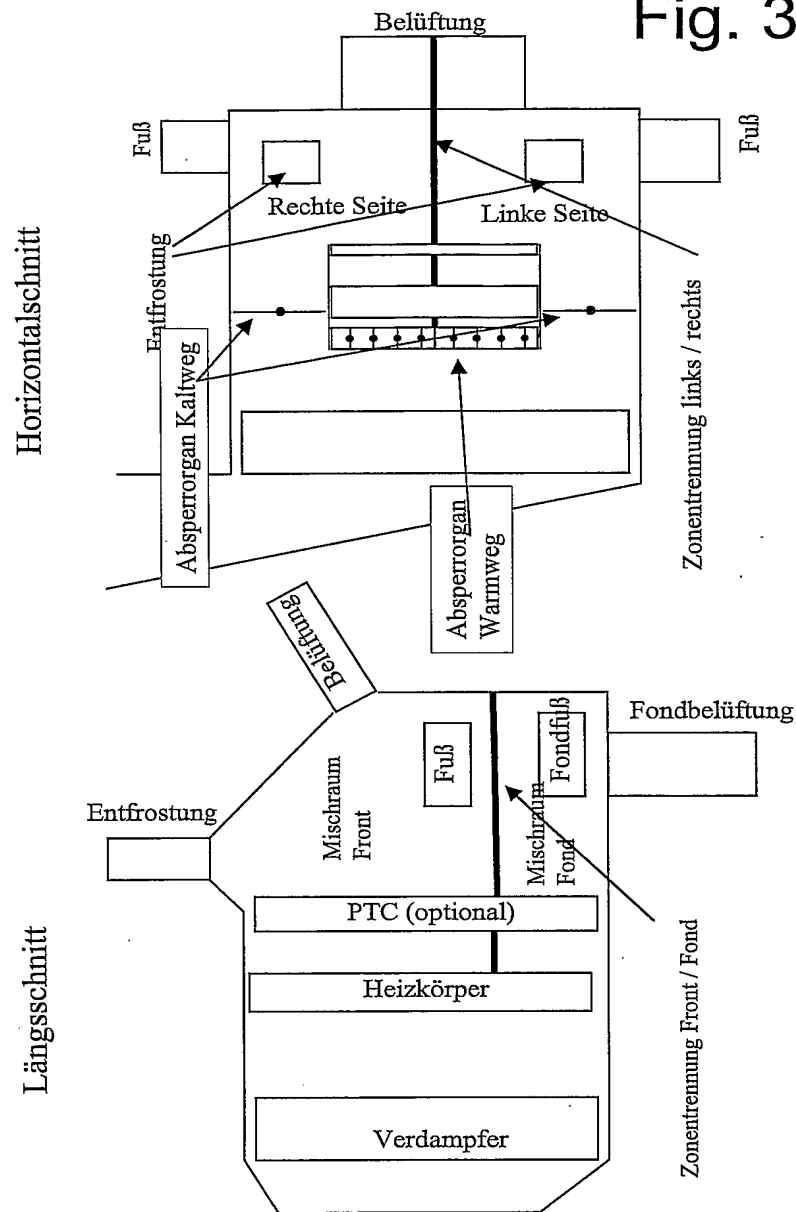 Fig. 3
Horizontalschnitt
Belüftung
Fuß
Fuß
Rechte Seite
Linke Seite
Entfrostung
Absperrorgan Kaltweg
Absperrorgan
Warmweg
Zonentrennung links / rechts
Längsschnitt
Belüftung
Entfrostung
Mischraum
Front
Fuß
Fondfuß
Fondbelüftung
Mischraum
Fond
PTC (optional)
Heizkörper
Verdampfer
Zonentrennung Front / Fond